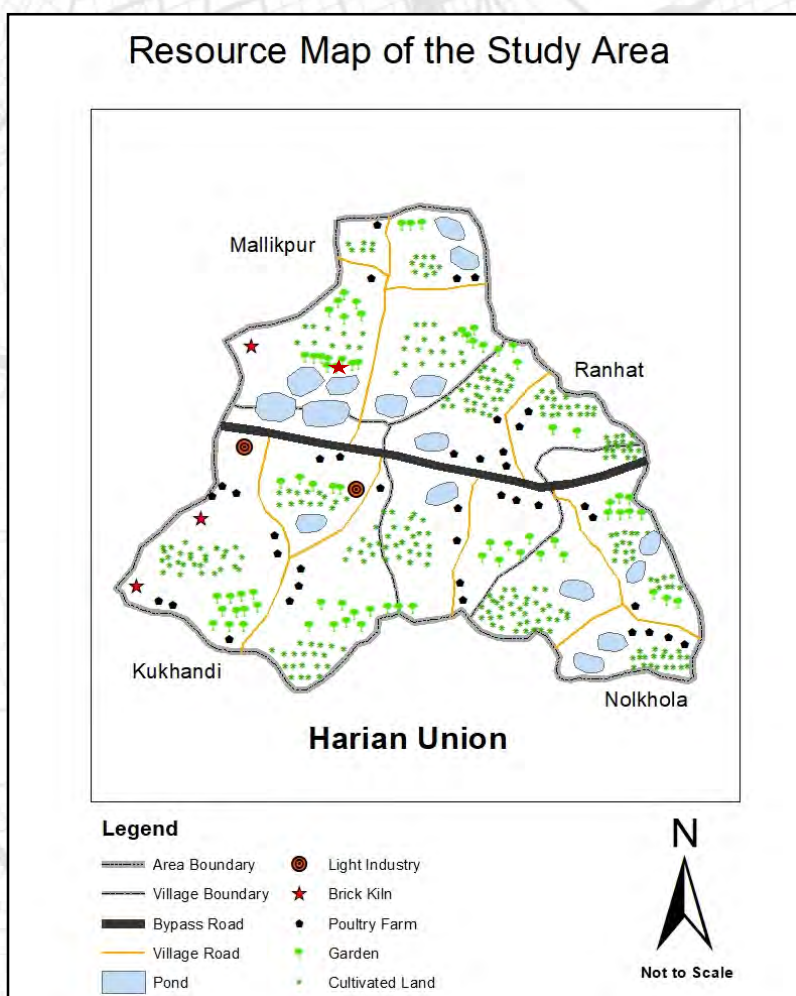 Resource Map of the Study Area
Mallikpur
Ranhat
Kukhandi
Nolkhola
Harian Union
Legend
Area Boundary
Village Boundary
Bypass Road
Village Road
Pond
Light Industry
Brick Kiln
Poultry Farm
Garden
Cultivated Land
N
Not to Scale